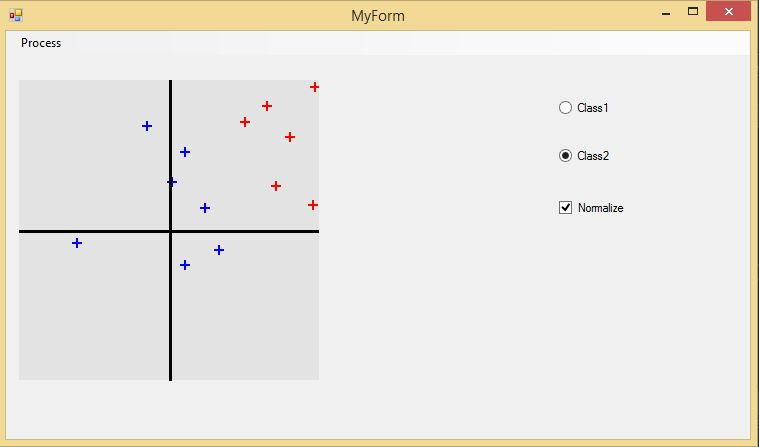 MyForm
Process
Class1
Class2
Normalize